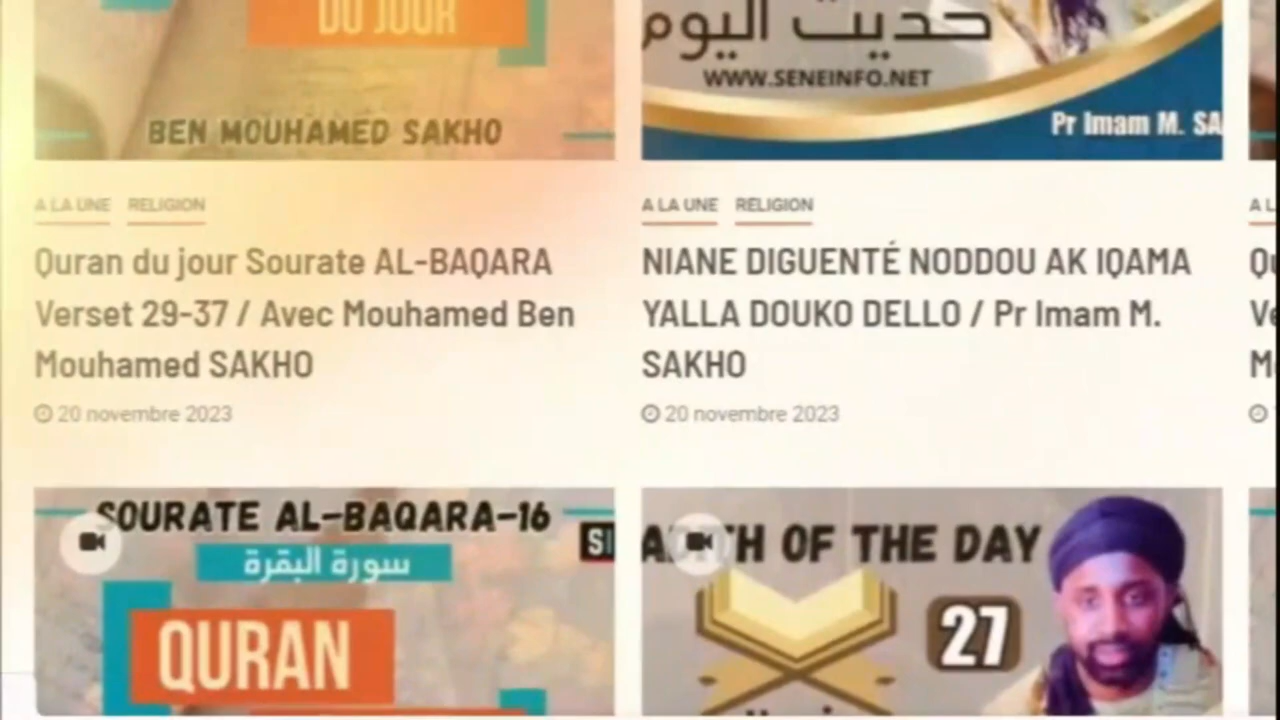 DU JOUR
BEN MOUHAMED SAKHO
حديث اليوم
WWW.SENEINFO.NET
Pr Imam M. SA
A LA UNE RELIGION
Quran du jour Sourate AL-BAQARA
Verset 29-37 / Avec Mouhamed Ben
Mouhamed SAKHO
20 novembre 2023
A LA UNE RELIGION
NIANE DIGUENTÉ NODDOU AK IQAMA
YALLA DOUKO DELLO / Pr Imam M.
SAKHO
20 novembre 2023
SOURATE AL-BAQARA-16
سورة البقرة
QURAN
OF THE DAY
27